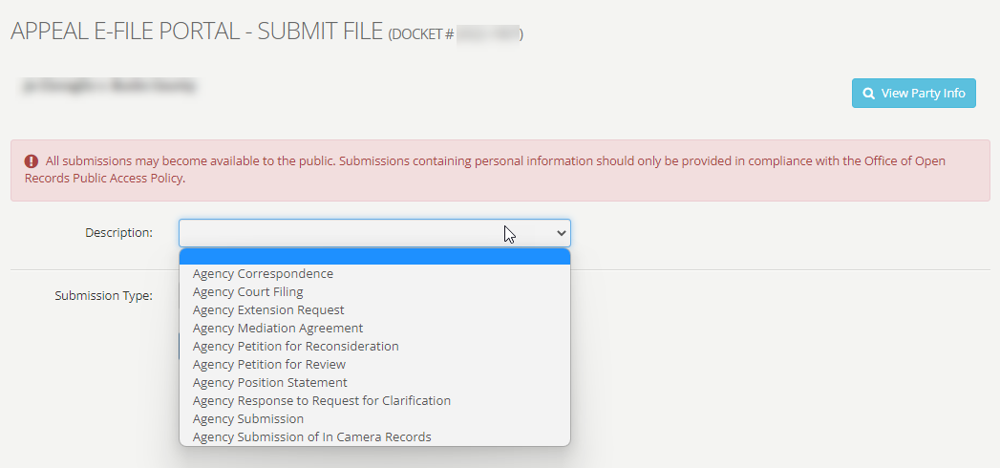 APPEAL E-FILE PORTAL - SUBMIT FILE (DOCKET # )
View Party Info
All submissions may become available to the public. Submissions containing personal information should only be provided in compliance with the Office of Open
Records Public Access Policy.
Description:
Agency Correspondence
Agency Court Filing
Submission Type:
Agency Extension Request
Agency Mediation Agreement
Agency Petition for Reconsideration
Agency Petition for Review
Agency Position Statement
Agency Response to Request for Clarification
Agency Submission
Agency Submission of In Camera Records